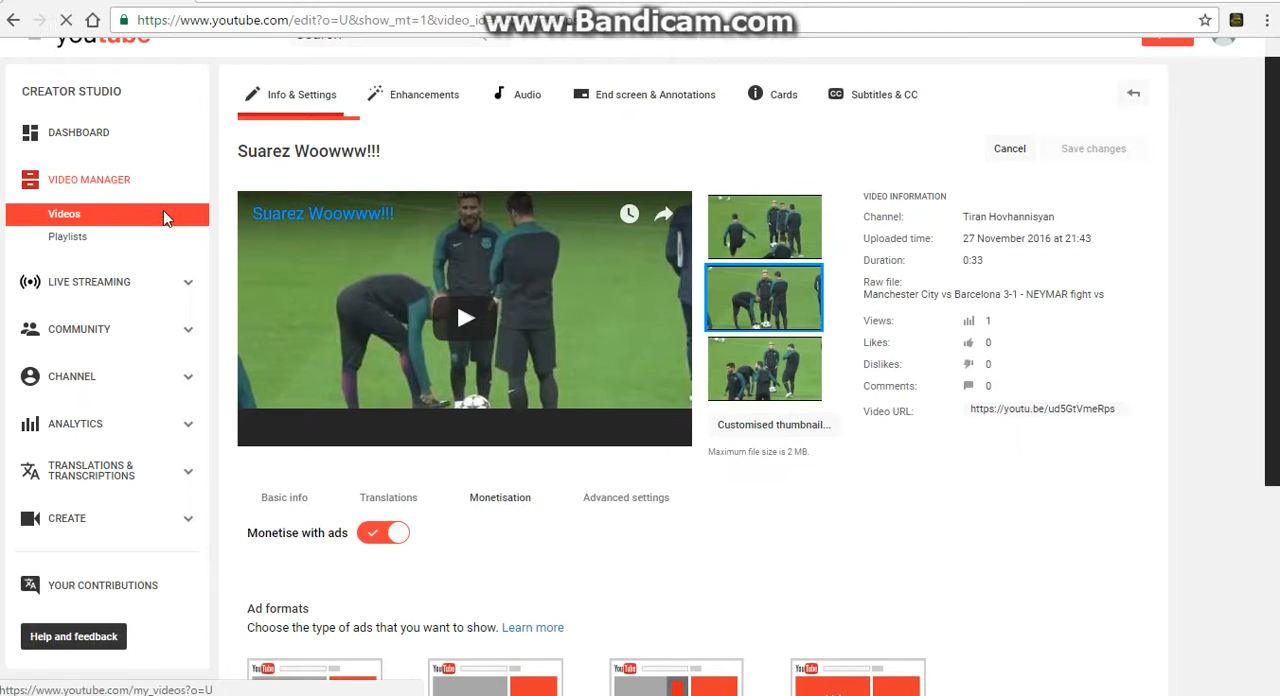 https://www.youtube.com/edit?o=U&show_mt=1&video_i
www.Bandicam.com
CREATOR STUDIO
DASHBOARD
VIDEO MANAGER
Videos
Playlists
LIVE STREAMING
COMMUNITY
CHANNEL
ANALYTICS
TRANSLATIONS &
TRANSCRIPTIONS
CREATE
YOUR CONTRIBUTIONS
Help and feedback
Info & Settings
Enhancements
Audio
End screen & Annotations
Cards
CC Subtitles & CC
Suarez Woowww!!!
Cancel
Save changes
Suarez Woowww!!!
Customised thumbnail...
Maximum file size is 2 MB.
VIDEO INFORMATION
Channel: Tiran Hovhannisyan
Uploaded time: 27 November 2016 at 21:43
Duration: 0:33
Raw file:
Manchester City vs Barcelona 3-1 - NEYMAR fight vs
Views: 1
Likes: 0
Dislikes: 0
Comments: 0
Video URL: https://youtu.be/ud5GtVmeRps
Basic info
Translations
Monetisation
Advanced settings
Monetise with ads
Ad formats
Choose the type of ads that you want to show. Learn more
YouTube
YouTube
YouTube
YouTube
https://www.youtube.com/my_videos?o=U